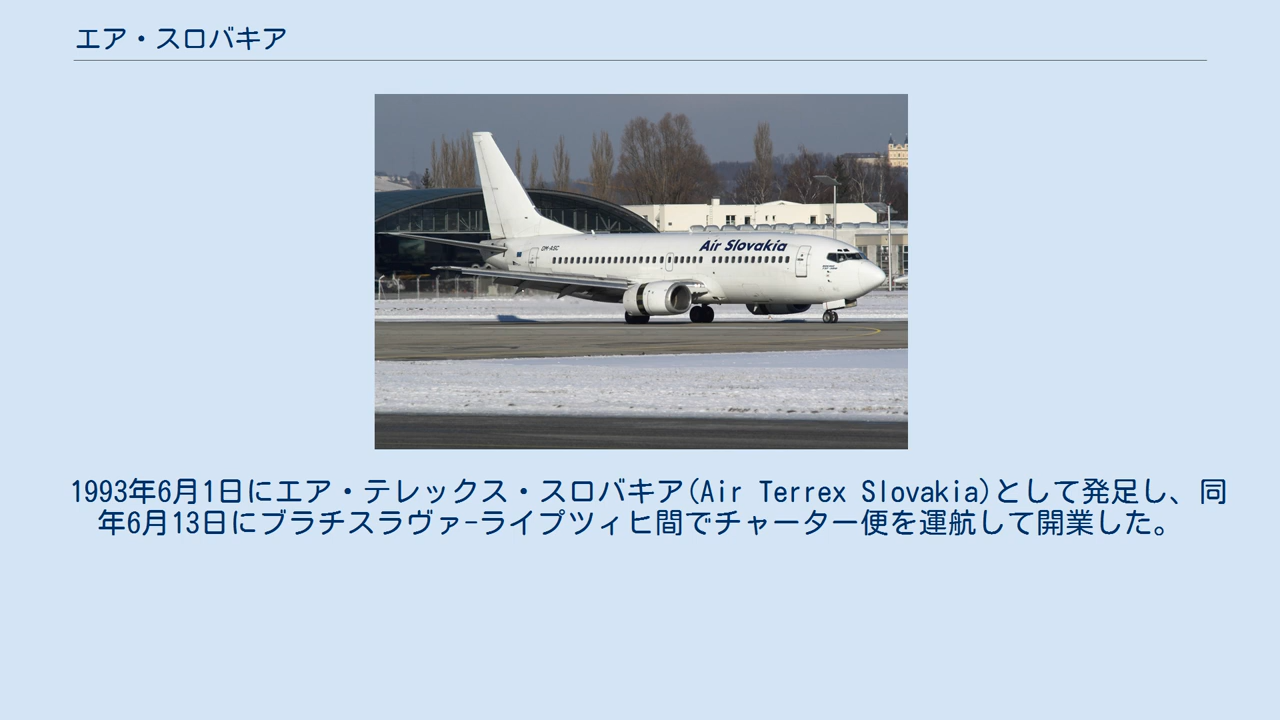 エア・スロバキア
Air Slovakia
OM-ASC
1993年6月1日にエア・テレックス・スロバキア(Air Terrex Slovakia)として発足し、同
年6月13日にブラチスラヴァ-ライプツィヒ間でチャーター便を運航して開業した。